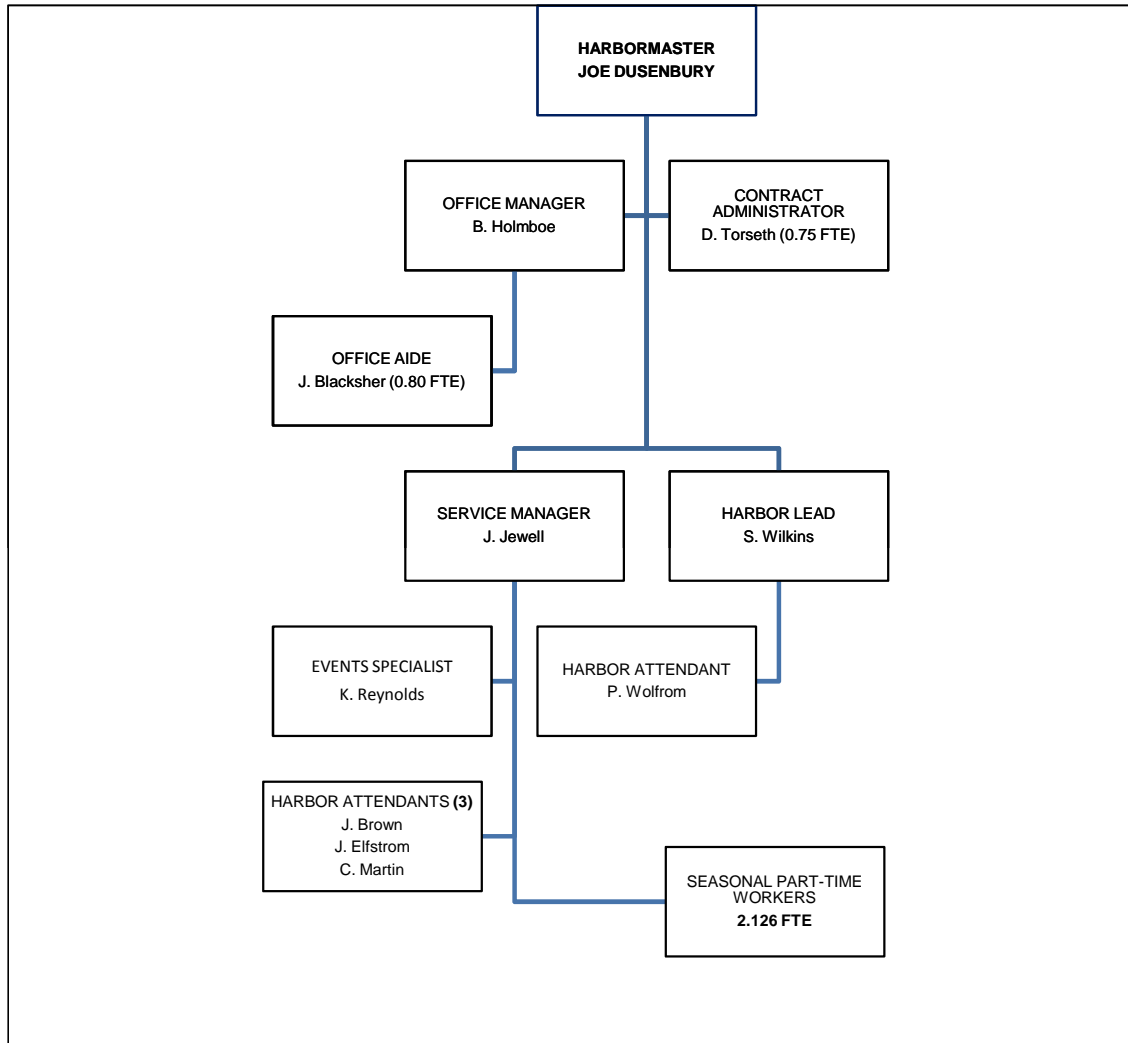 HARBORMASTER
JOE DUSENBURY
OFFICE MANAGER
B. Holmboe
CONTRACT
ADMINISTRATOR
D. Torseth (0.75 FTE)
OFFICE AIDE
J. Blacksher (0.80 FTE)
SERVICE MANAGER
J. Jewell
HARBOR LEAD
S. Wilkins
EVENTS SPECIALIST
K. Reynolds
HARBOR ATTENDANT
P. Wolfrom
HARBOR ATTENDANTS (3)
J. Brown
J. Elfstrom
C. Martin
SEASONAL PART-TIME
WORKERS
2.126 FTE